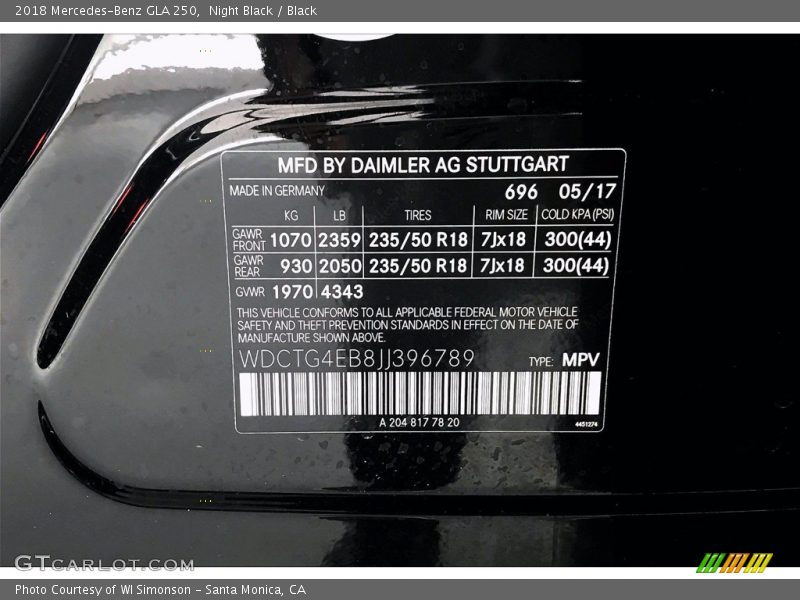 2018 Mercedes-Benz GLA 250, Night Black / Black
MFD BY DAIMLER AG STUTTGART
MADE IN GERMANY 696 05/17
KG LB TIRES RIM SIZE COLD KPA (PSI)
GAWR FRONT 1070 2359 235/50 R18 7Jx18 300(44)
GAWR REAR 930 2050 235/50 R18 7Jx18 300(44)
GVWR 1970 4343
THIS VEHICLE CONFORMS TO ALL APPLICABLE FEDERAL MOTOR VEHICLE
SAFETY AND THEFT PREVENTION STANDARDS IN EFFECT ON THE DATE OF
MANUFACTURE SHOWN ABOVE.
WDCTG4EB8JJ396789 TYPE: MPV
A 204 817 78 20 4451274
GTCARLOT.COM
Photo Courtesy of WI Simonson - Santa Monica, CA